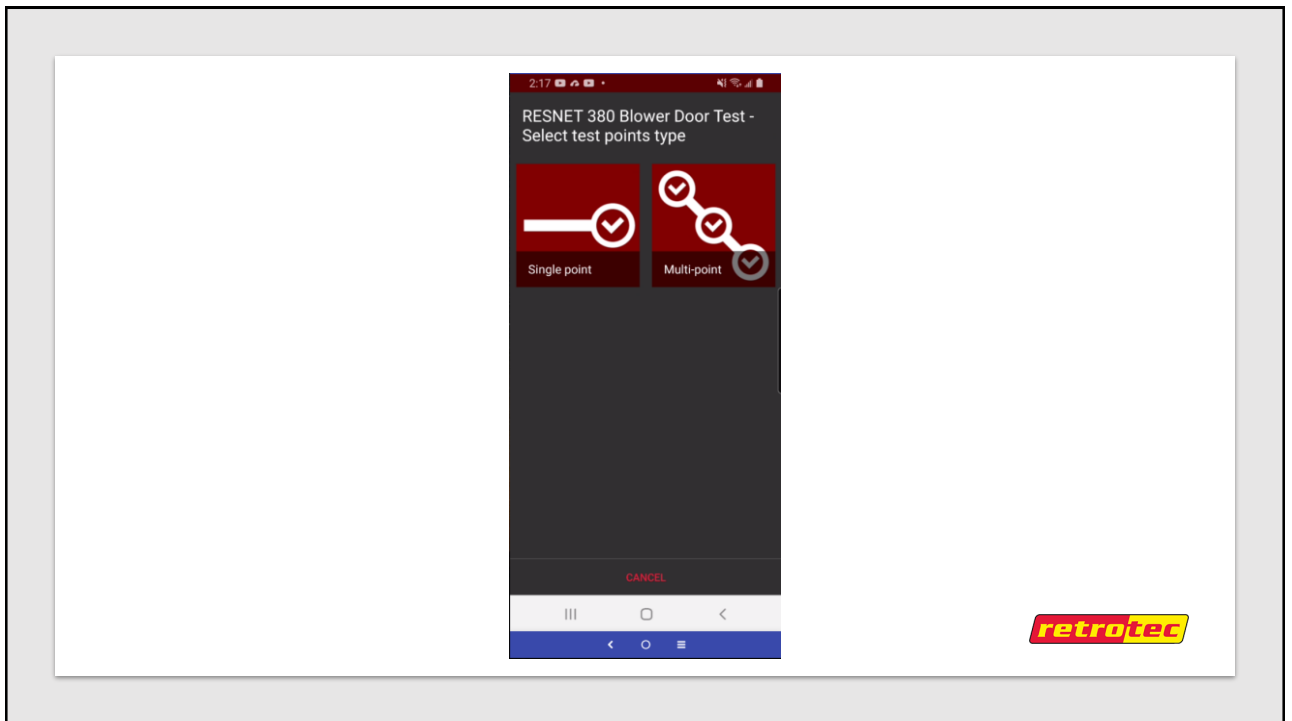 2:17
RESNET 380 Blower Door Test -
Select test points type
Single point
Multi-point
CANCEL
retrotec